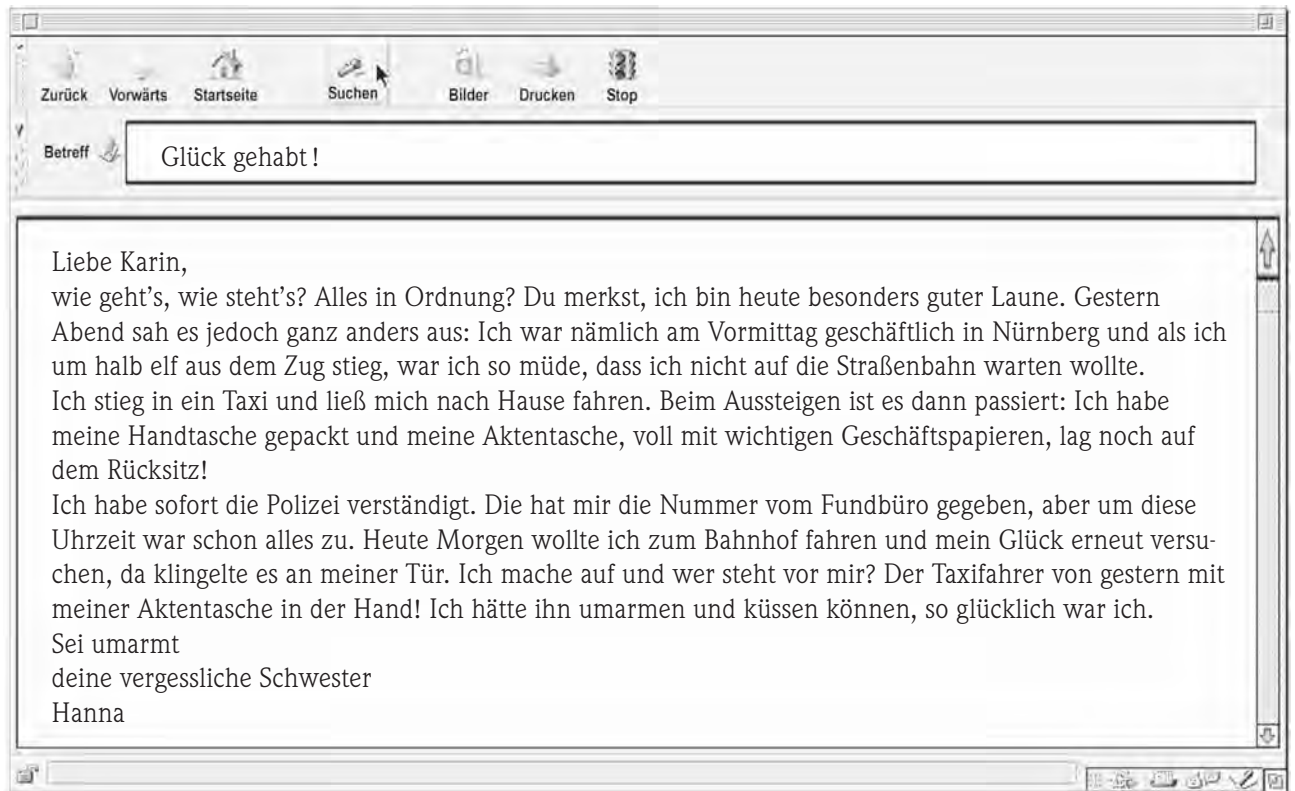 Zurück Vorwärts Startseite Suchen Bilder Drucken Stop
Betreff Glück gehabt!
Liebe Karin,
wie geht's, wie steht's? Alles in Ordnung? Du merkst, ich bin heute besonders guter Laune. Gestern
Abend sah es jedoch ganz anders aus: Ich war nämlich am Vormittag geschäftlich in Nürnberg und als ich
um halb elf aus dem Zug stieg, war ich so müde, dass ich nicht auf die Straßenbahn warten wollte.
Ich stieg in ein Taxi und ließ mich nach Hause fahren. Beim Aussteigen ist es dann passiert: Ich habe
meine Handtasche gepackt und meine Aktentasche, voll mit wichtigen Geschäftspapieren, lag noch auf
dem Rücksitz!
Ich habe sofort die Polizei verständigt. Die hat mir die Nummer vom Fundbüro gegeben, aber um diese
Uhrzeit war schon alles zu. Heute Morgen wollte ich zum Bahnhof fahren und mein Glück erneut versu-
chen, da klingelte es an meiner Tür. Ich mache auf und wer steht vor mir? Der Taxifahrer von gestern mit
meiner Aktentasche in der Hand! Ich hätte ihn umarmen und küssen können, so glücklich war ich.
Sei umarmt
deine vergessliche Schwester
Hanna